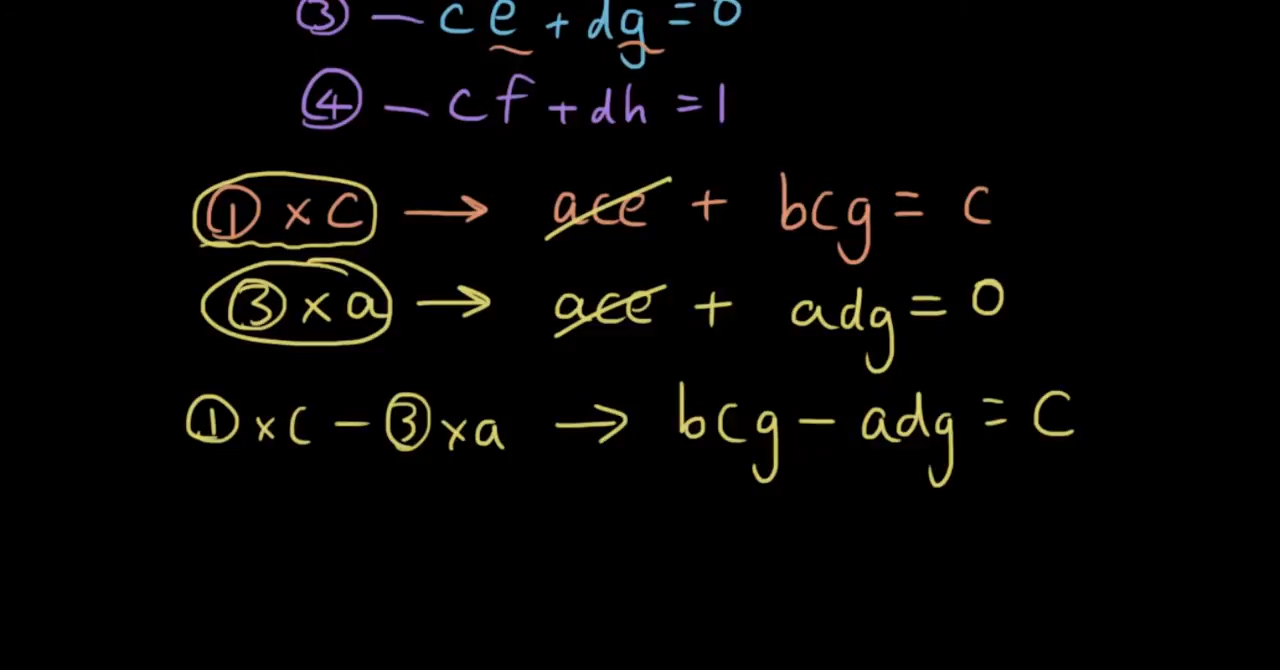 ③ — ce + dg = 0
④ — cf + dh = 1
① × c → ace + bcg = c
③ × a → ace + adg = 0
① × c − ③ × a → bcg − adg = c